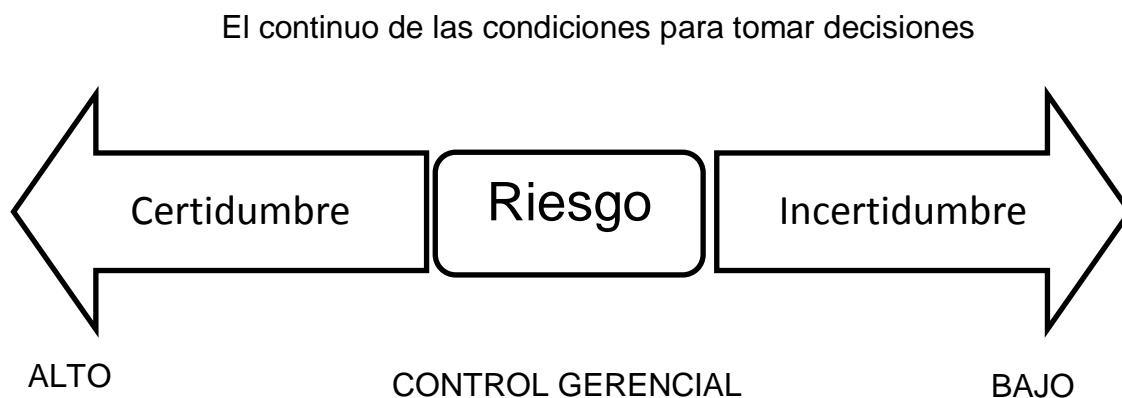 El continuo de las condiciones para tomar decisiones
Certidumbre
Riesgo
Incertidumbre
ALTO
CONTROL GERENCIAL
BAJO